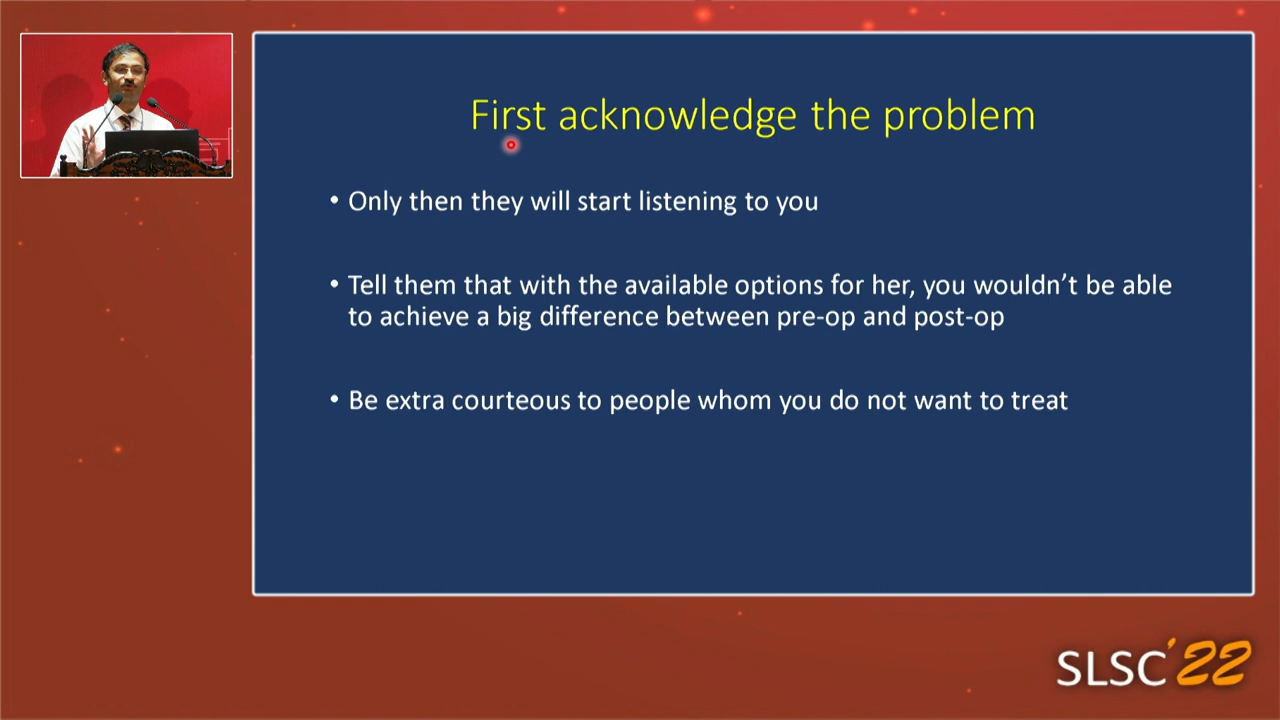 First acknowledge the problem
• Only then they will start listening to you
• Tell them that with the available options for her, you wouldn’t be able
to achieve a big difference between pre-op and post-op
• Be extra courteous to people whom you do not want to treat
SLSC'22